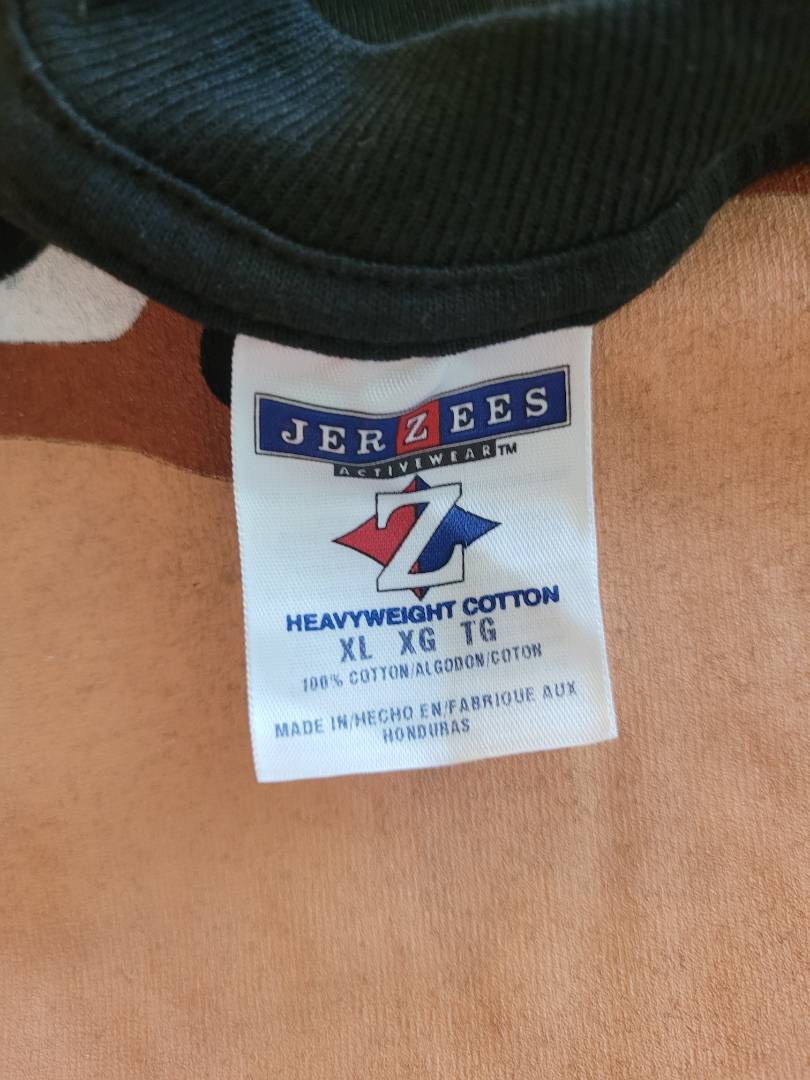 JERZEES
ACTIVEWEAR™
Z
HEAVYWEIGHT COTTON
XL XG TG
100% COTTON/ALGODON/COTON
MADE IN/HECHO EN/FABRIQUE AUX
HONDURAS